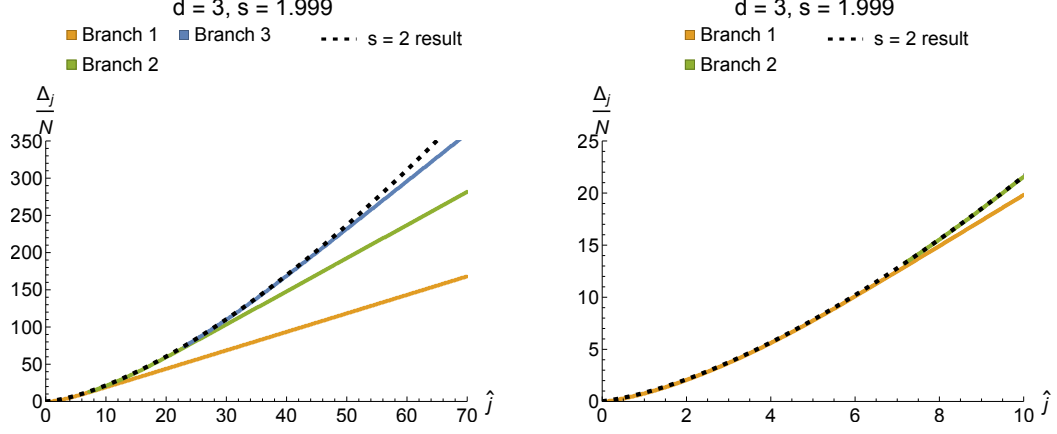 d = 3, s = 1.999
Branch 1 Branch 3 s = 2 result
Branch 2
Δj
N
350
300
250
200
150
100
50
0
0 10 20 30 40 50 60 70 ĵ
d = 3, s = 1.999
Branch 1 s = 2 result
Branch 2
Δj
N
25
20
15
10
5
0
0 2 4 6 8 10 ĵ